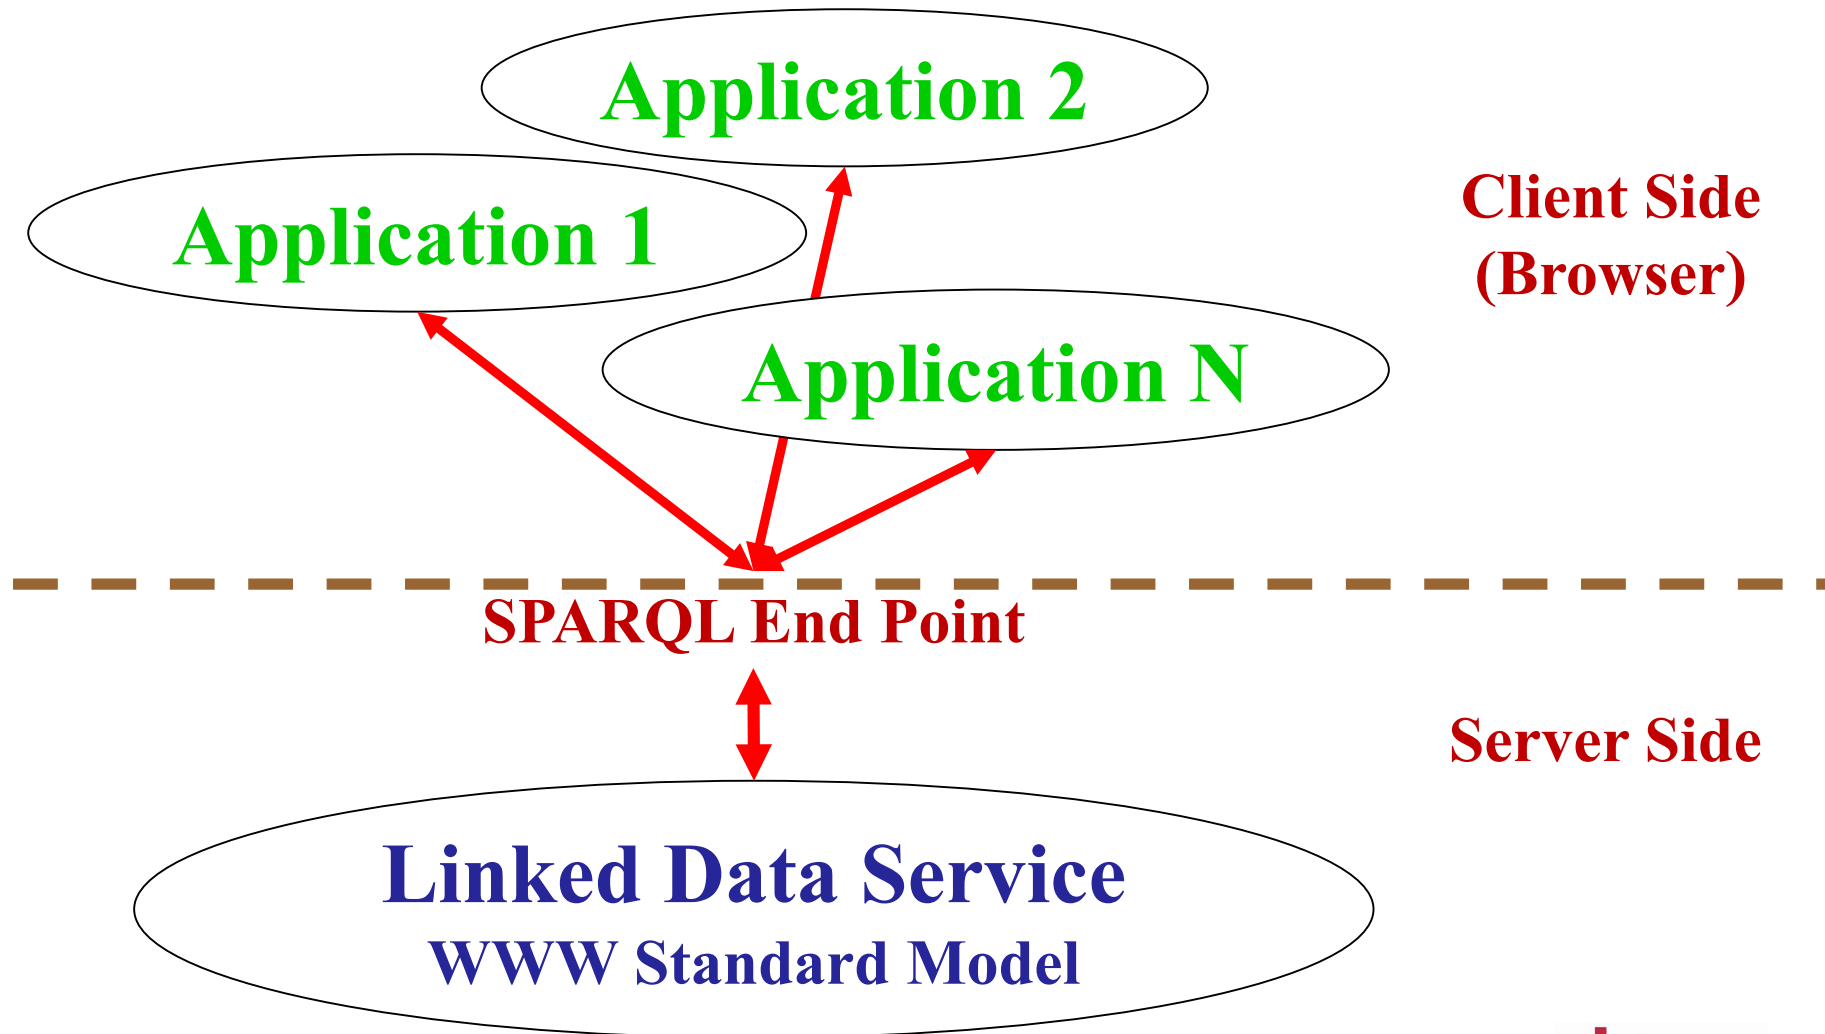 Application 2
Application 1
Client Side
(Browser)
Application N
SPARQL End Point
Server Side
Linked Data Service
WWW Standard Model